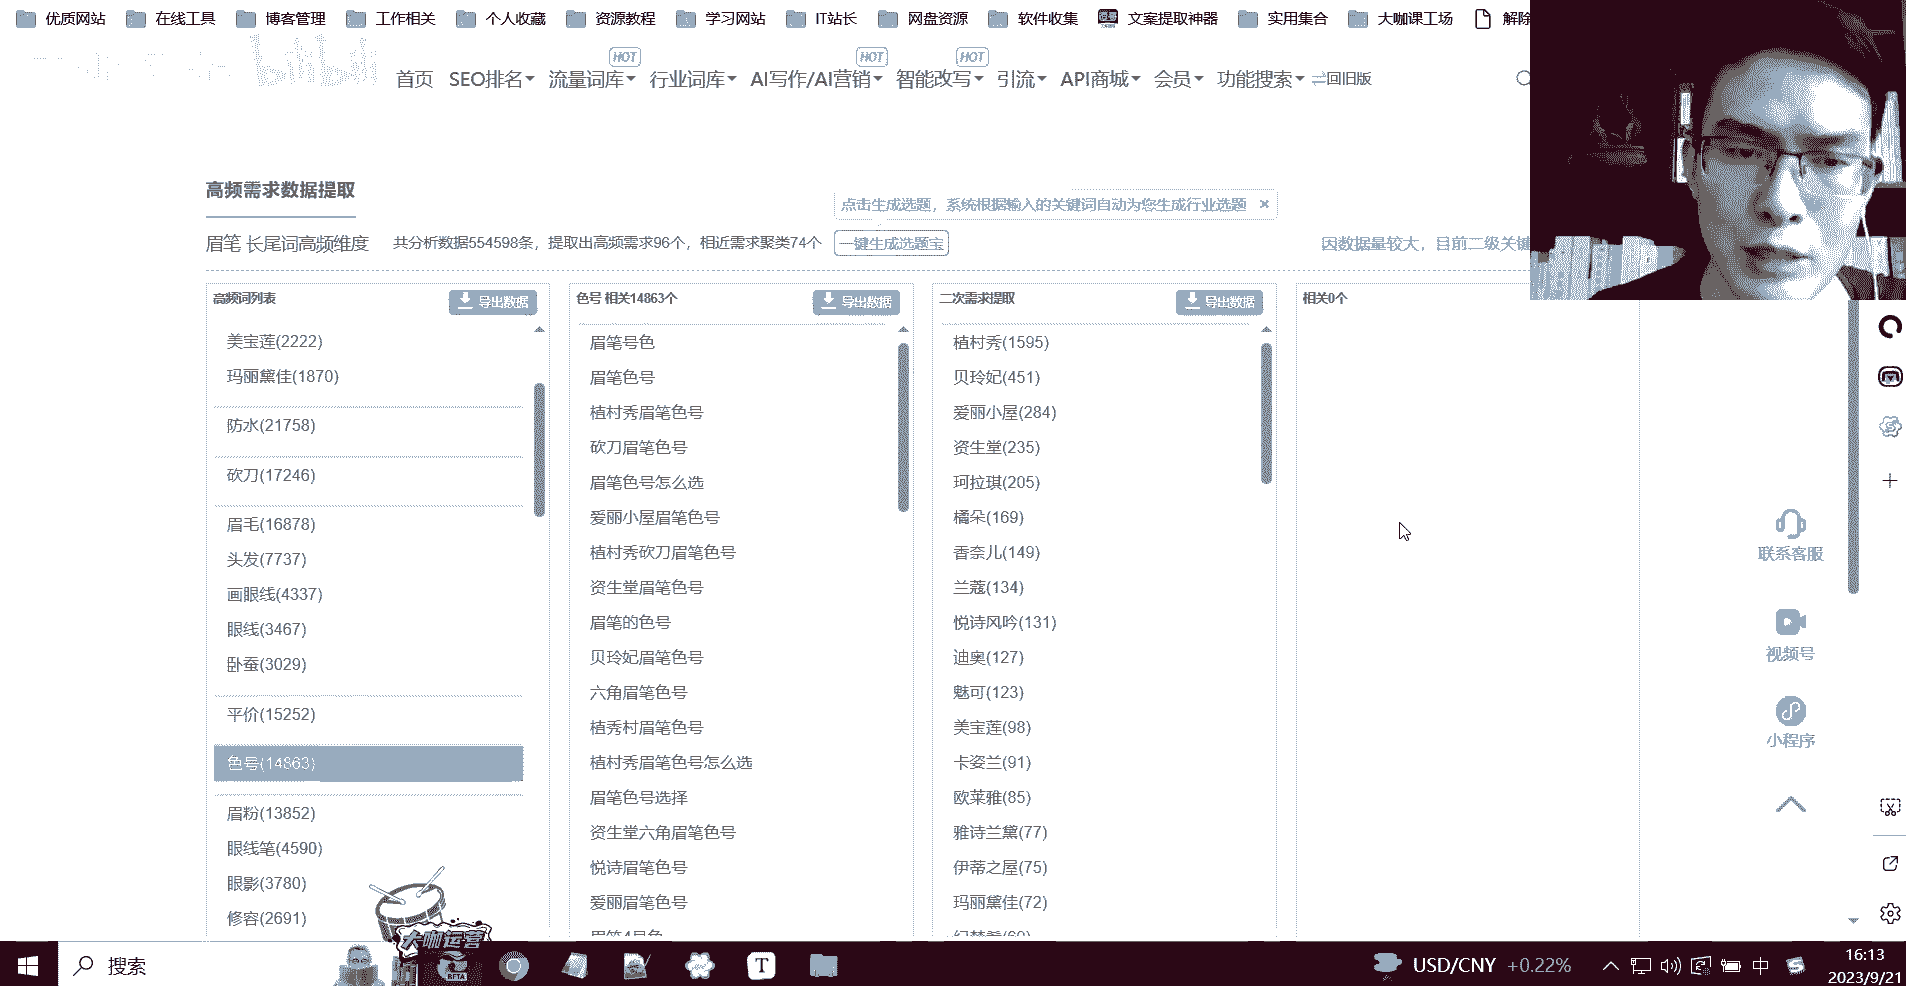 优质网站 在线工具 博客管理 工作相关 个人收藏 资源教程 学习网站 IT站长 网盘资源 软件收集 文案提取神器 实用集合 大咖课工场 解除
bilibili
HOT HOT HOT
首页 SEO排名 流量词库 行业词库 AI写作/AI营销 智能改写 引流 API商城 会员 功能搜索 回旧版
高频需求数据提取
点击生成选题，系统根据输入的关键词自动为您生成行业选题 ×
眉笔 长尾词高频维度 共分析数据554598条，提取出高频需求96个，相近需求聚类74个 一键生成选题宝 因数据量较大，目前二级关键
高频词列表 导出数据
美宝莲(2222)
玛丽黛佳(1870)
防水(21758)
砍刀(17246)
眉毛(16878)
头发(7737)
画眼线(4337)
眼线(3467)
卧蚕(3029)
平价(15252)
色号(14863)
眉粉(13852)
眼线笔(4590)
眼影(3780)
修容(2691)
色号 相关14863个 导出数据
眉笔号色
眉笔色号
植村秀眉笔色号
砍刀眉笔色号
眉笔色号怎么选
爱丽小屋眉笔色号
植村秀砍刀眉笔色号
资生堂眉笔色号
眉笔的色号
贝玲妃眉笔色号
六角眉笔色号
植秀村眉笔色号
植村秀眉笔色号怎么选
眉笔色号选择
资生堂六角眉笔色号
悦诗眉笔色号
爱丽眉笔色号
二次需求提取 导出数据
植村秀(1595)
贝玲妃(451)
爱丽小屋(284)
资生堂(235)
珂拉琪(205)
橘朵(169)
香奈儿(149)
兰蔻(134)
悦诗风吟(131)
迪奥(127)
魅可(123)
美宝莲(98)
卡姿兰(91)
欧莱雅(85)
雅诗兰黛(77)
伊蒂之屋(75)
玛丽黛佳(72)
相关0个
联系客服
视频号
小程序
大咖运营
搜索
BETA
T
USD/CNY +0.22%
中
16:13
2023/9/21